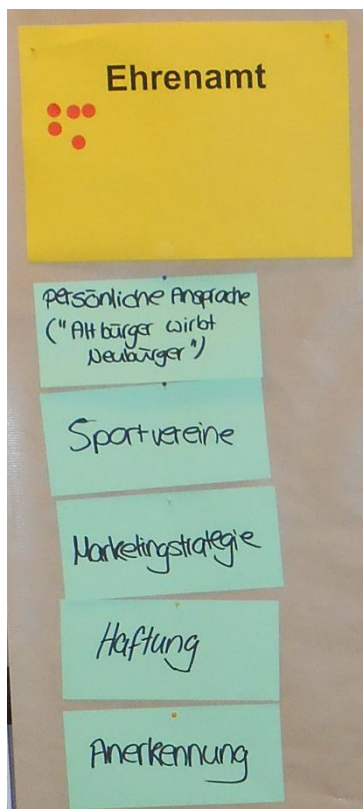 Ehrenamt
persönliche Ansprache
("Altbürger wirbt
Neubürger")
Sportvereine
Marketingstrategie
Haftung
Anerkennung